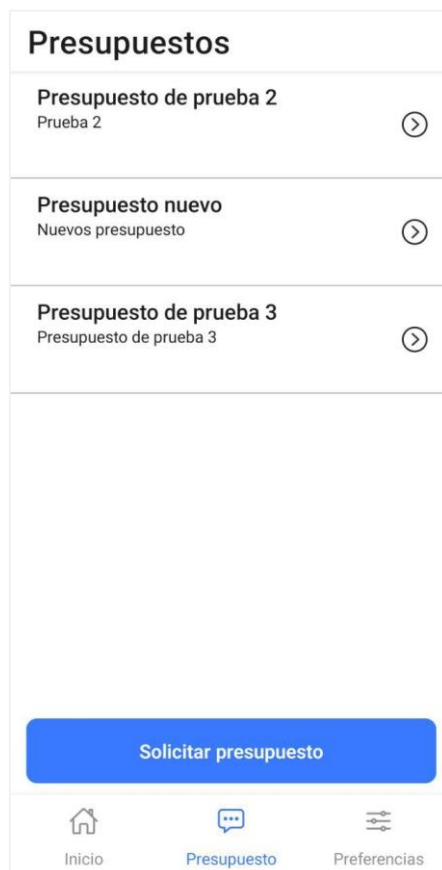 Presupuestos
Presupuesto de prueba 2
Prueba 2
Presupuesto nuevo
Nuevos presupuesto
Presupuesto de prueba 3
Presupuesto de prueba 3
Solicitar presupuesto
Inicio
Presupuesto
Preferencias